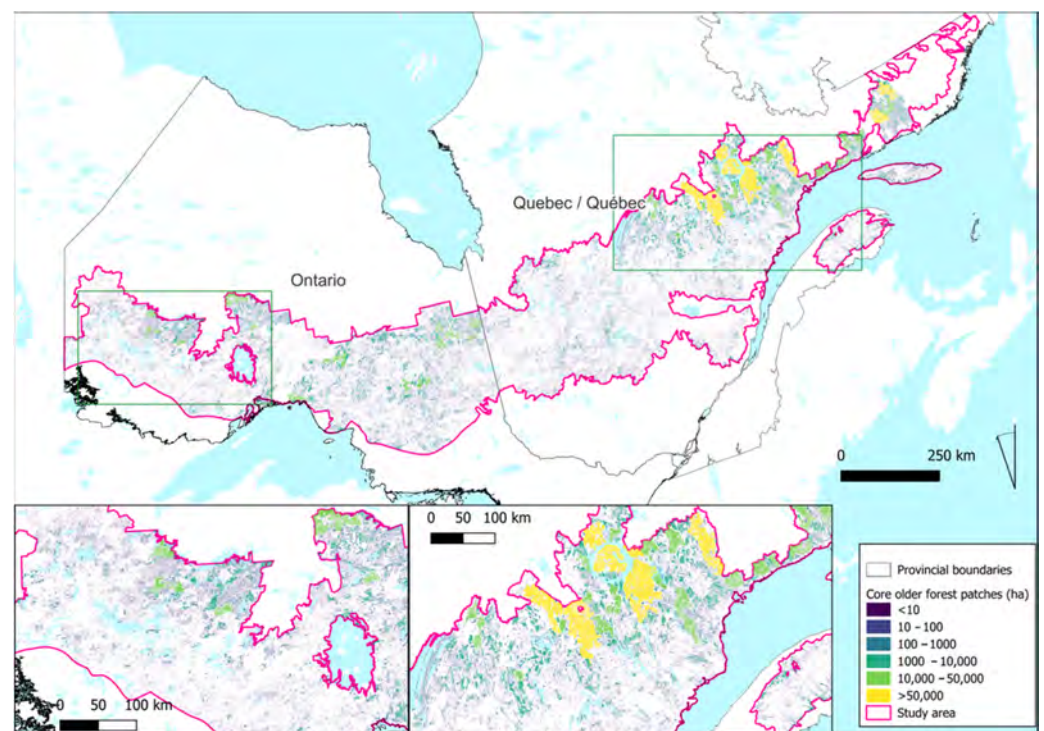 Quebec / Québec
Ontario
0 250 km
0 50 100 km
0 50 100 km
Provincial boundaries
Core older forest patches (ha)
<10
10 – 100
100 – 1000
1000 – 10,000
10,000 – 50,000
>50,000
Study area